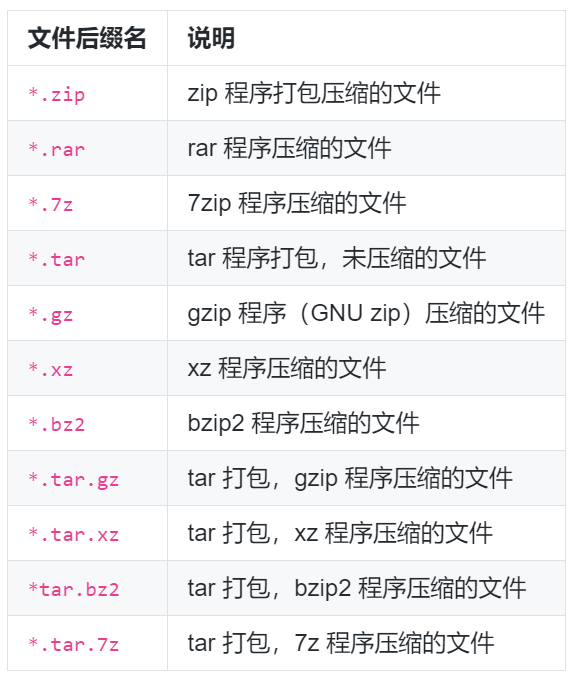 文件后缀名 说明
*.zip zip 程序打包压缩的文件
*.rar rar 程序压缩的文件
*.7z 7zip 程序压缩的文件
*.tar tar 程序打包，未压缩的文件
*.gz gzip 程序（GNU zip）压缩的文件
*.xz xz 程序压缩的文件
*.bz2 bzip2 程序压缩的文件
*.tar.gz tar 打包，gzip 程序压缩的文件
*.tar.xz tar 打包，xz 程序压缩的文件
*tar.bz2 tar 打包，bzip2 程序压缩的文件
*.tar.7z tar 打包，7z 程序压缩的文件